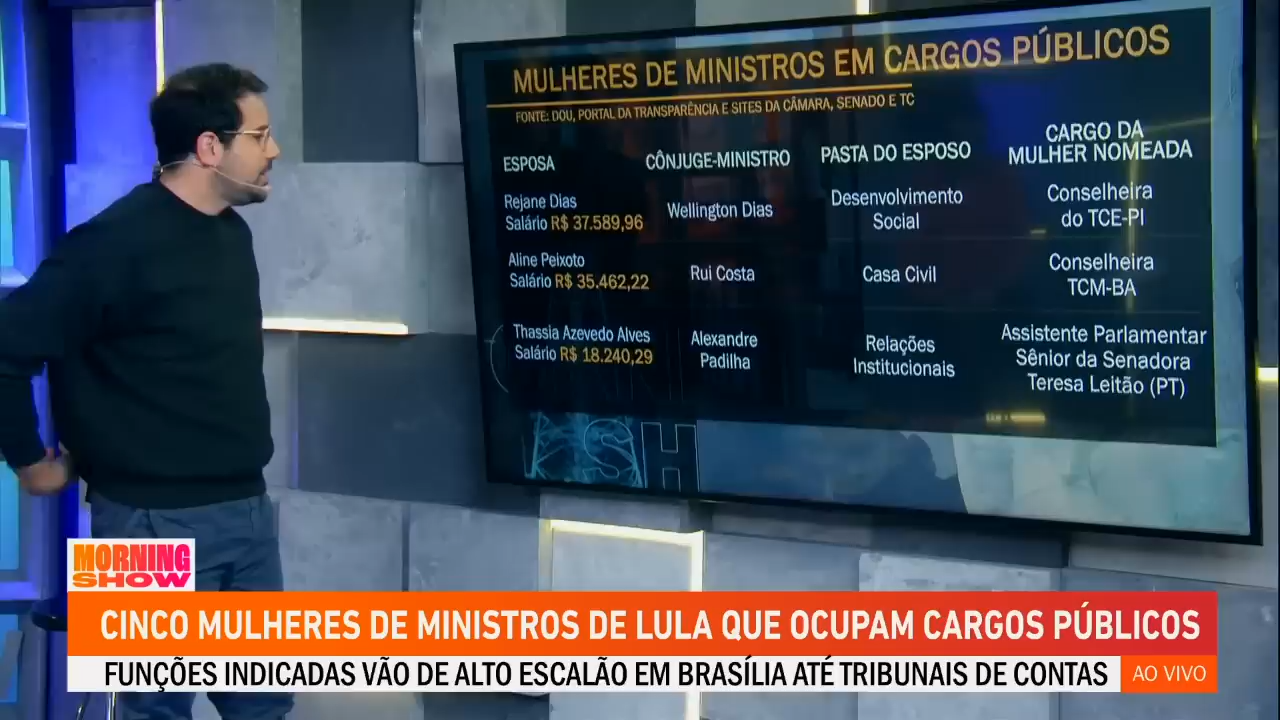 MULHERES DE MINISTROS EM CARGOS PÚBLICOS
FONTE: DOU, PORTAL DA TRANSPARÊNCIA E SITES DA CÂMARA, SENADO E TC
ESPOSA
CÔNJUGE-MINISTRO
PASTA DO ESPOSO
CARGO DA
MULHER NOMEADA
Rejane Dias
Salário R$ 37.589,96
Wellington Dias
Desenvolvimento
Social
Conselheira
do TCE-PI
Aline Peixoto
Salário R$ 35.462,22
Rui Costa
Casa Civil
Conselheira
TCM-BA
Thassia Azevedo Alves
Salário R$ 18.240,29
Alexandre
Padilha
Relações
Institucionais
Assistente Parlamentar
Sênior da Senadora
Teresa Leitão (PT)
SH
MORNING
SHOW
CINCO MULHERES DE MINISTROS DE LULA QUE OCUPAM CARGOS PÚBLICOS
FUNÇÕES INDICADAS VÃO DE ALTO ESCALÃO EM BRASÍLIA ATÉ TRIBUNAIS DE CONTAS
AO VIVO